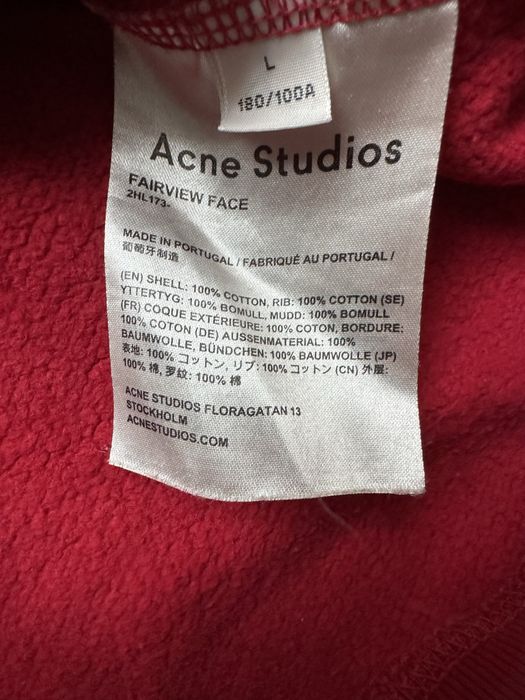 L
180/100A
Acne Studios
FAIRVIEW FACE
2HL173-
MADE IN PORTUGAL / FABRIQUÉ AU PORTUGAL /
葡萄牙制造
(EN) SHELL: 100% COTTON, RIB: 100% COTTON (SE)
YTTERTYG: 100% BOMULL, MUDD: 100% BOMULL
(FR) COQUE EXTÉRIEURE: 100% COTON, BORDURE:
100% COTON (DE) AUSSENMATERIAL: 100%
BAUMWOLLE, BÜNDCHEN: 100% BAUMWOLLE (JP)
表地: 100% コットン, リブ: 100% コットン (CN) 外层:
100% 棉, 罗纹: 100% 棉
ACNE STUDIOS FLORAGATAN 13
STOCKHOLM
ACNESTUDIOS.COM